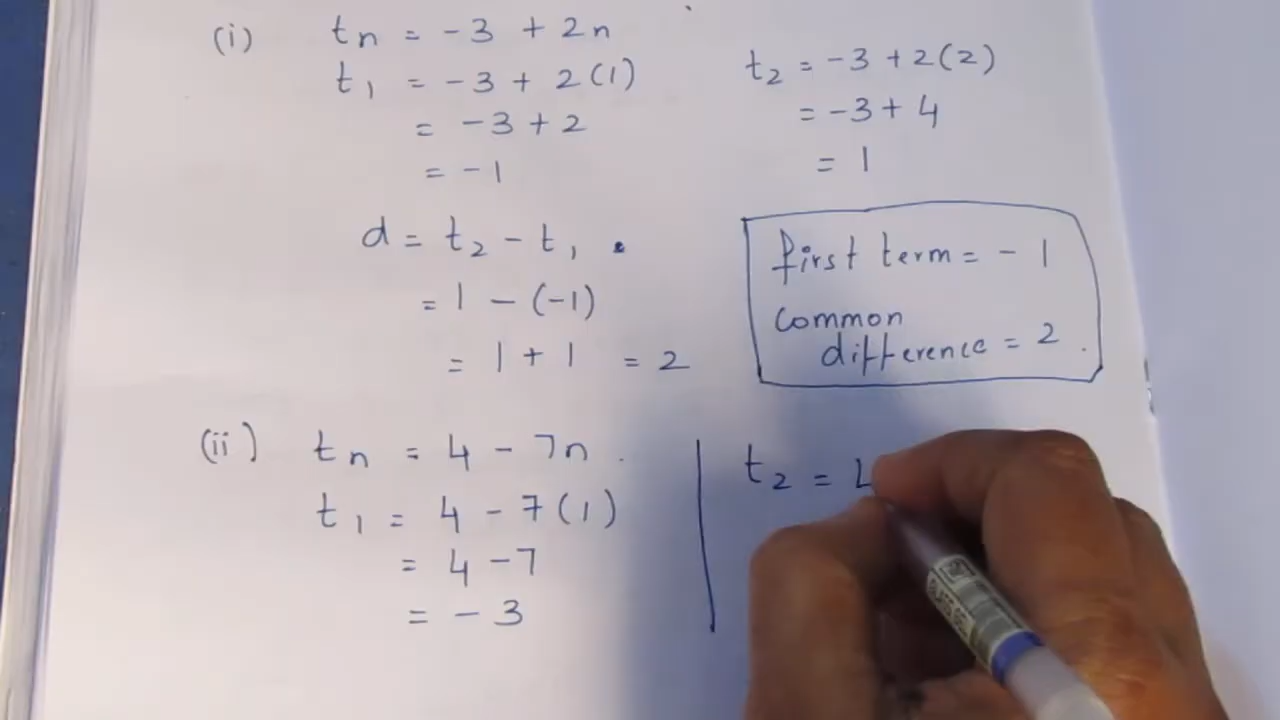 (i) tn = -3 + 2n
t1 = -3 + 2(1)
= -3+2
= -1
t2 = -3+2(2)
= -3+4
= 1
d = t2 - t1
= 1 - (-1)
= 1 + 1 = 2
first term = - 1
common
difference = 2.
(ii) tn = 4 - 7n.
t1 = 4 - 7(1)
= 4 - 7
= - 3
t2 =